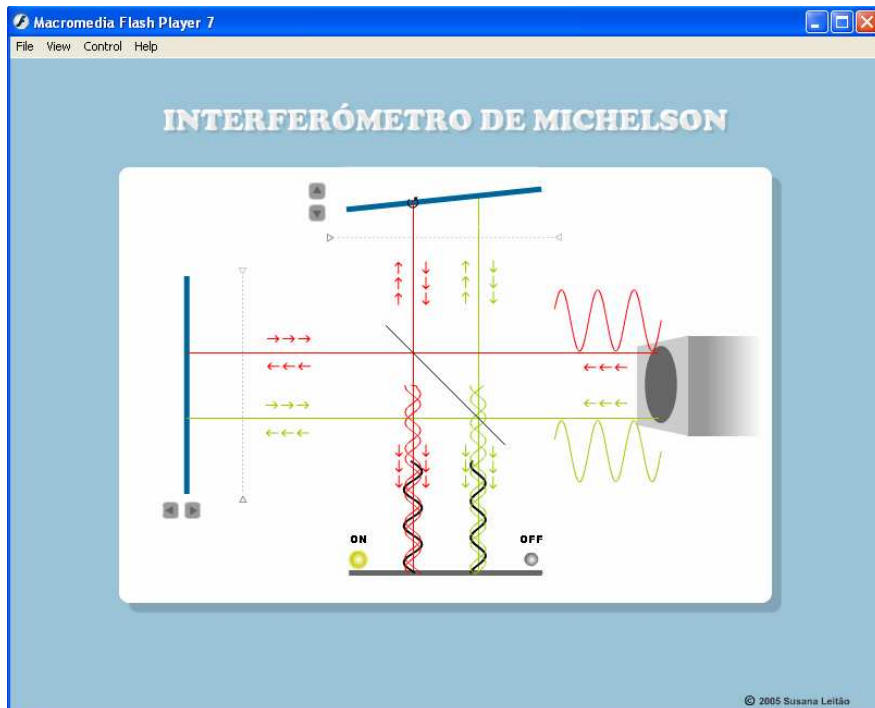 Macromedia Flash Player 7
File View Control Help
INTERFERÓMETRO DE MICHELSON
ON OFF
© 2005 Susana Leitão